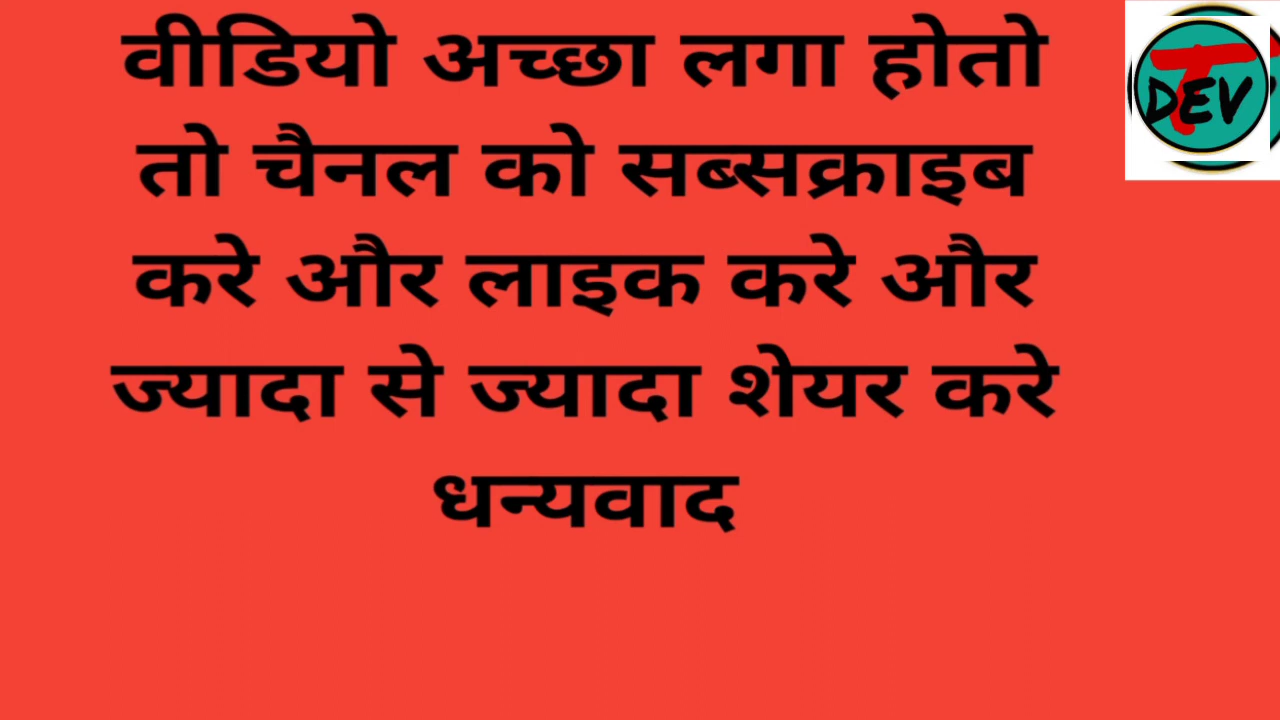 वीडियो अच्छा लगा होतो
तो चैनल को सब्सक्राइब
करे और लाइक करे और
ज्यादा से ज्यादा शेयर करे
धन्यवाद
T
DEV